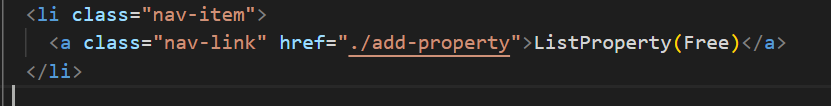 <li class="nav-item">
<a class="nav-link" href="./add-property">ListProperty(Free)</a>
</li>